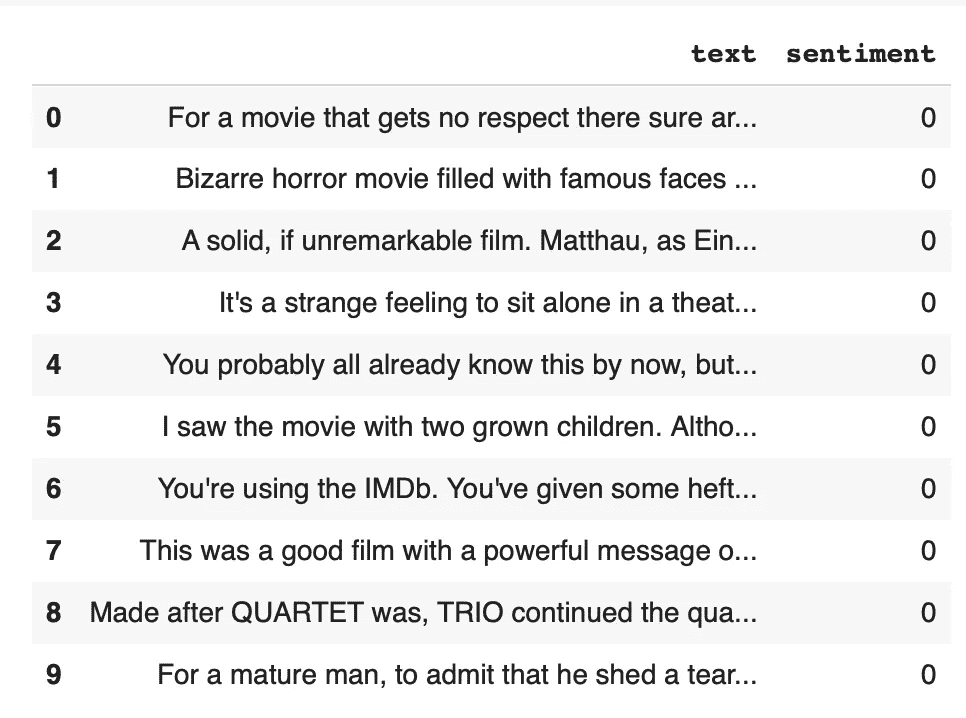 text sentiment
0 For a movie that gets no respect there sure ar... 0
1 Bizarre horror movie filled with famous faces ... 0
2 A solid, if unremarkable film. Matthau, as Ein... 0
3 It's a strange feeling to sit alone in a theat... 0
4 You probably all already know this by now, but... 0
5 I saw the movie with two grown children. Altho... 0
6 You're using the IMDb. You've given some heft... 0
7 This was a good film with a powerful message o... 0
8 Made after QUARTET was, TRIO continued the qua... 0
9 For a mature man, to admit that he shed a tear... 0